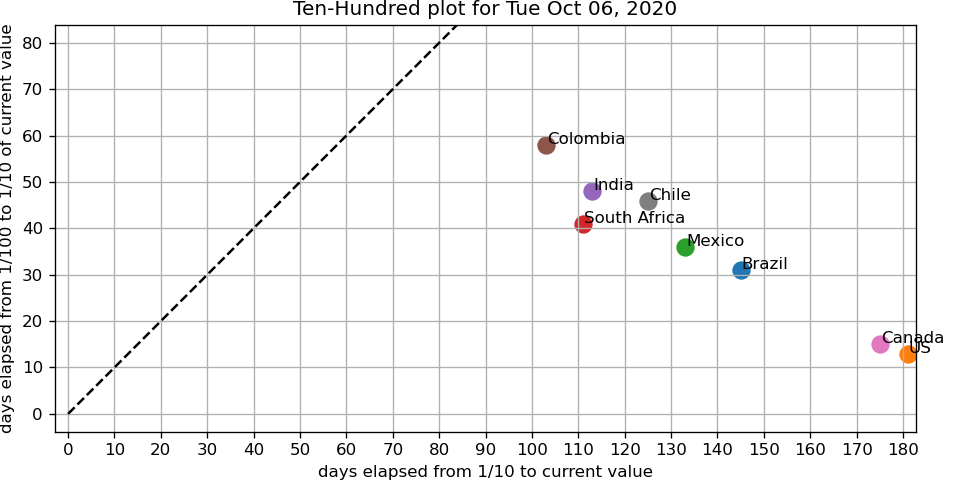 Ten-Hundred plot for Tue Oct 06, 2020
days elapsed from 1/100 to 1/10 of current value
80
70
60
50
40
30
20
10
0
Colombia
India
Chile
South Africa
Mexico
Brazil
Canada
US
0 10 20 30 40 50 60 70 80 90 100 110 120 130 140 150 160 170 180
days elapsed from 1/10 to current value